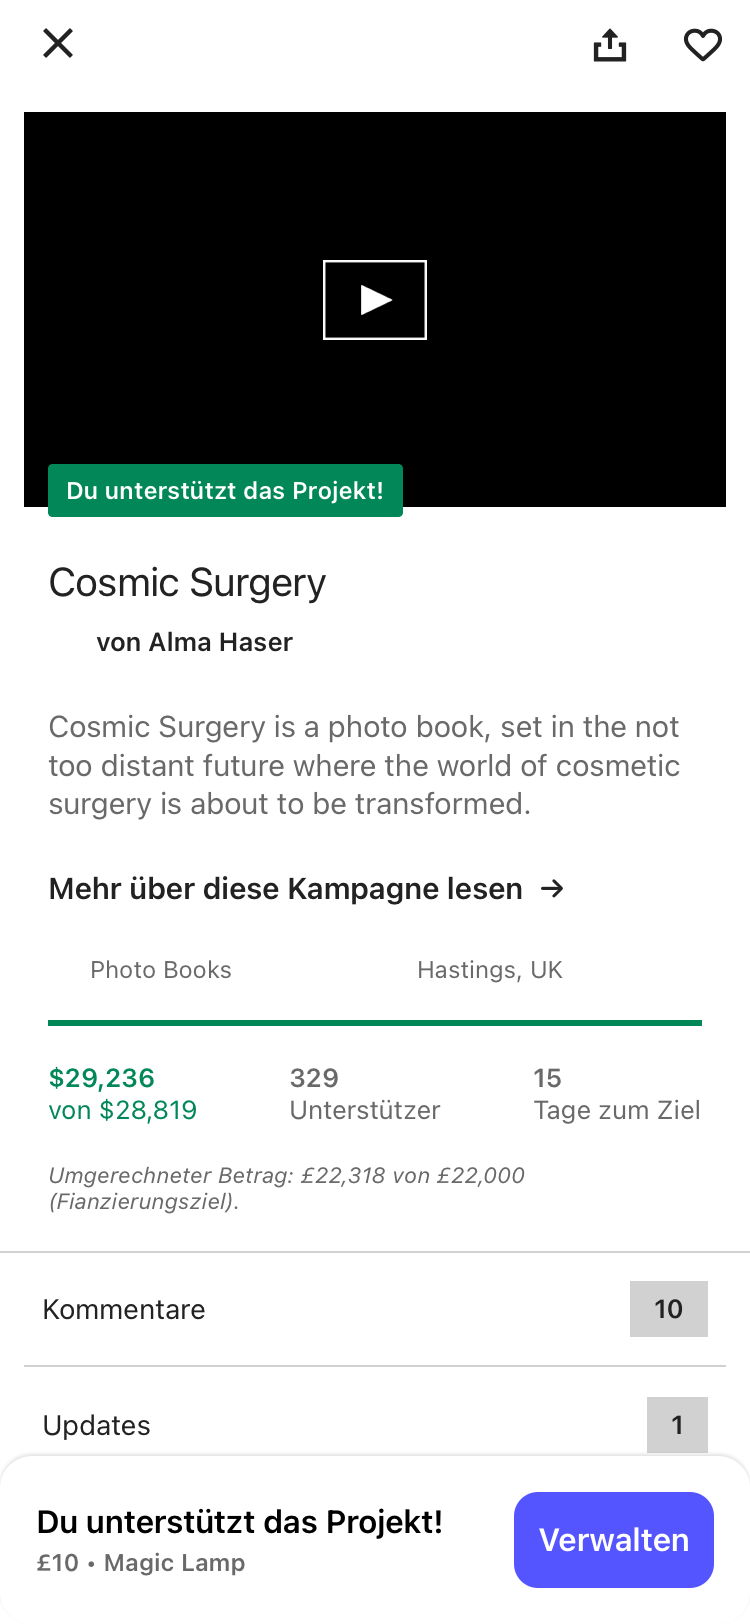 Du unterstützt das Projekt!
Cosmic Surgery
von Alma Haser
Cosmic Surgery is a photo book, set in the not
too distant future where the world of cosmetic
surgery is about to be transformed.
Mehr über diese Kampagne lesen →
Photo Books
Hastings, UK
$29,236
von $28,819
329
Unterstützer
15
Tage zum Ziel
Umgerechneter Betrag: £22,318 von £22,000
(Fianzierungsziel).
Kommentare
10
Updates
1
Du unterstützt das Projekt!
£10 • Magic Lamp
Verwalten